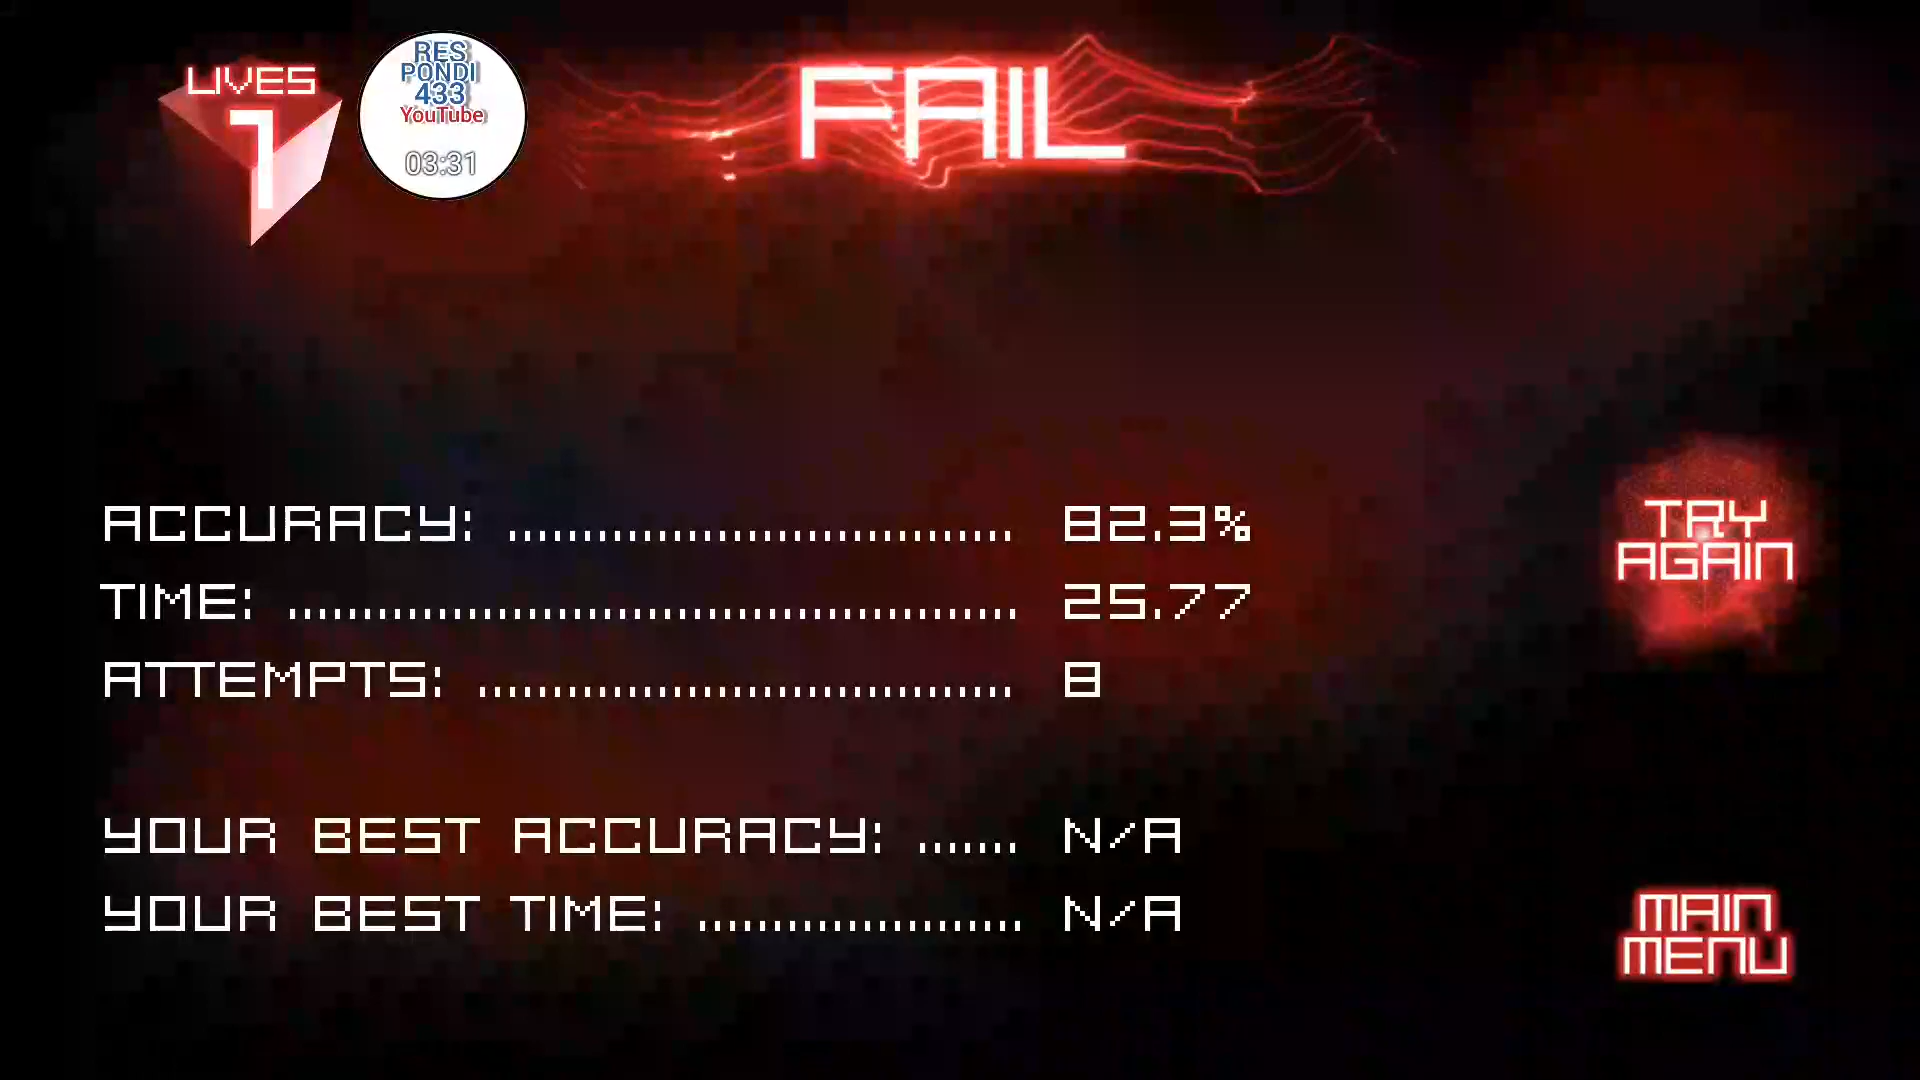 LIVES
1
RES
PONDI
433
YouTube
03:31
FAIL
ACCURACY: .................................. 82.3%
TIME: ................................................. 25.77
ATTEMPTS: .................................... 8
TRY
AGAIN
YOUR BEST ACCURACY: ....... N/A
YOUR BEST TIME: ...................... N/A
MAIN
MENU